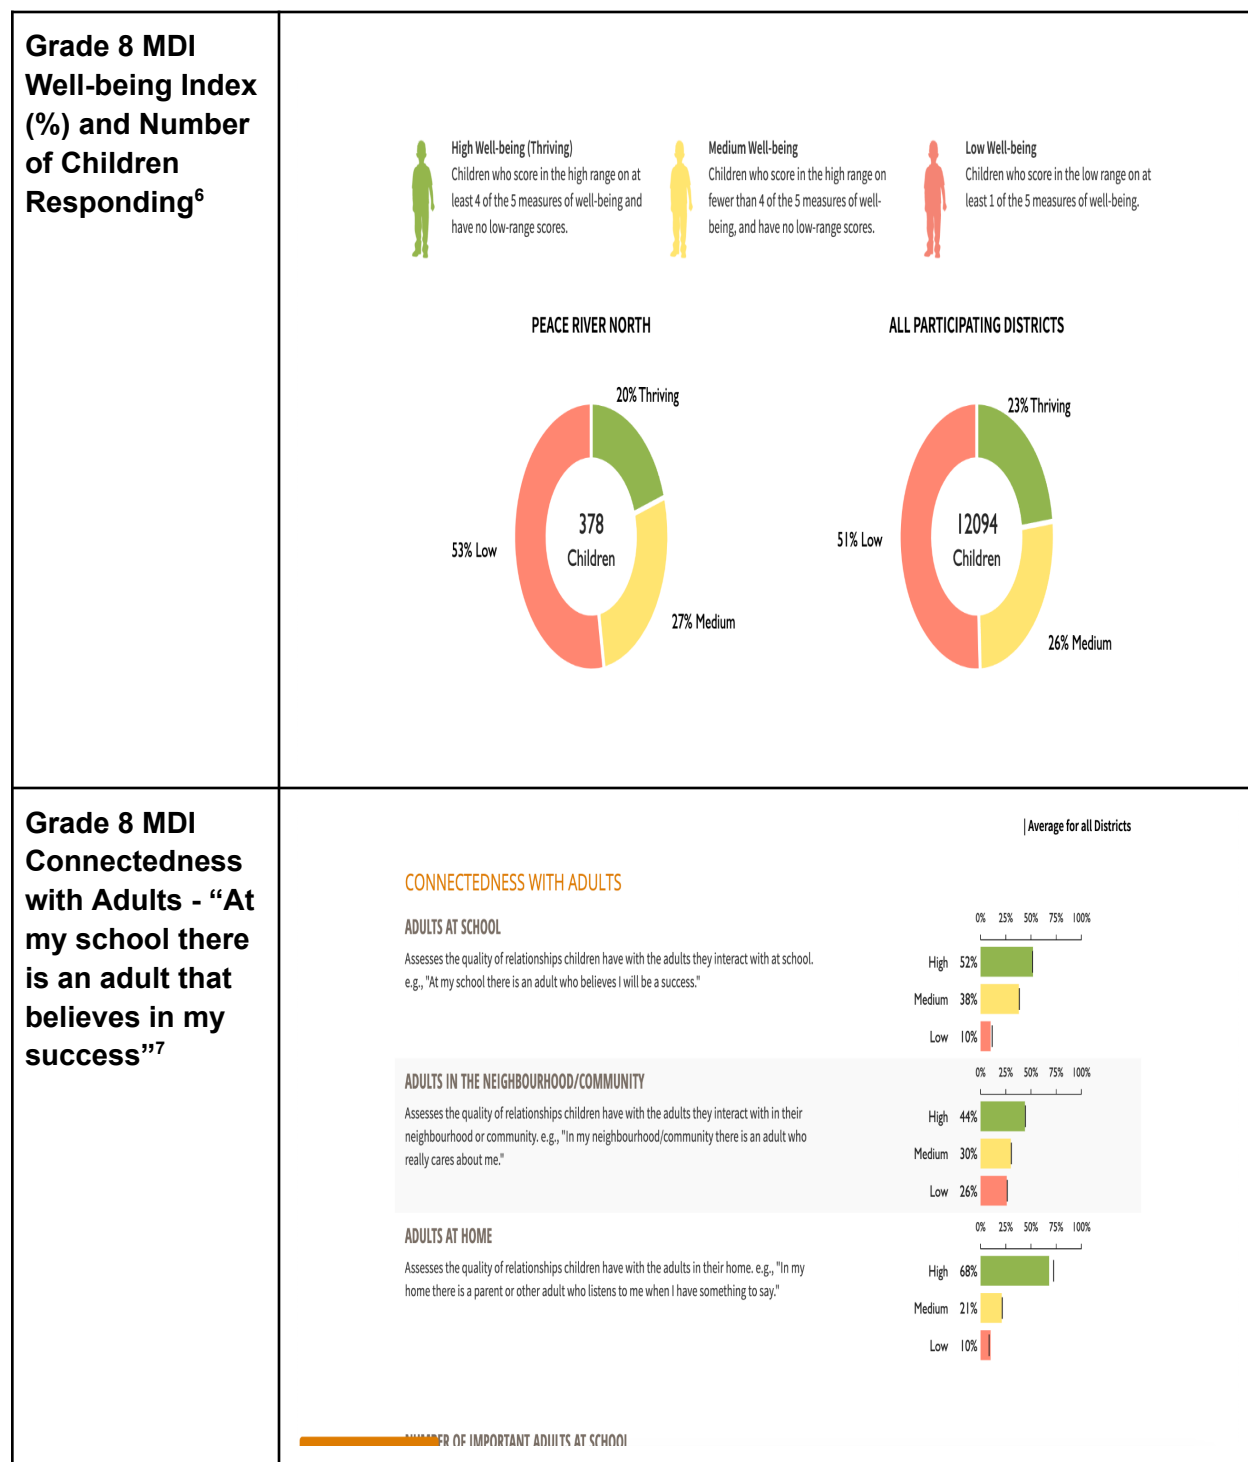 Grade 8 MDI
Well-being Index
(%) and Number
of Children
Responding6
High Well-being (Thriving)
Children who score in the high range on at
least 4 of the 5 measures of well-being and
have no low-range scores.
Medium Well-being
Children who score in the high range on
fewer than 4 of the 5 measures of well-
being, and have no low-range scores.
Low Well-being
Children who score in the low range on at
least 1 of the 5 measures of well-being.
PEACE RIVER NORTH
20% Thriving
378
Children
53% Low
27% Medium
ALL PARTICIPATING DISTRICTS
23% Thriving
12094
Children
51% Low
26% Medium
Grade 8 MDI
Connectedness
with Adults - “At
my school there
is an adult that
believes in my
success”7
| Average for all Districts
CONNECTEDNESS WITH ADULTS
ADULTS AT SCHOOL
Assesses the quality of relationships children have with the adults they interact with at school.
e.g., "At my school there is an adult who believes I will be a success."
0% 25% 50% 75% 100%
High 52%
Medium 38%
Low 10%
ADULTS IN THE NEIGHBOURHOOD/COMMUNITY
Assesses the quality of relationships children have with the adults they interact with in their
neighbourhood or community. e.g., "In my neighbourhood/community there is an adult who
really cares about me."
0% 25% 50% 75% 100%
High 44%
Medium 30%
Low 26%
ADULTS AT HOME
Assesses the quality of relationships children have with the adults in their home. e.g., "In my
home there is a parent or other adult who listens to me when I have something to say."
0% 25% 50% 75% 100%
High 68%
Medium 21%
Low 10%
NUMBER OF IMPORTANT ADULTS AT SCHOOL